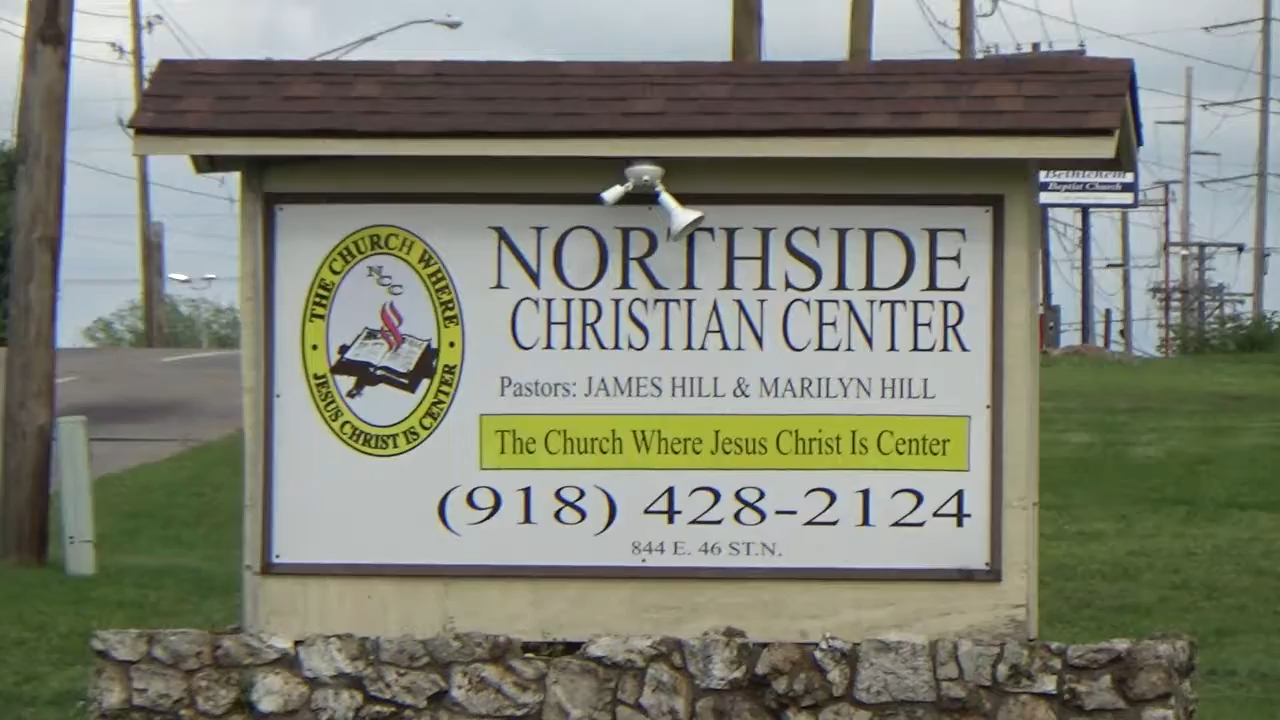 THE CHURCH WHERE
NCC
JESUS CHRIST IS CENTER
NORTHSIDE
CHRISTIAN CENTER
Pastors: JAMES HILL & MARILYN HILL
The Church Where Jesus Christ Is Center
(918) 428-2124
844 E. 46 ST.N.
Bethlehem
Baptist Church